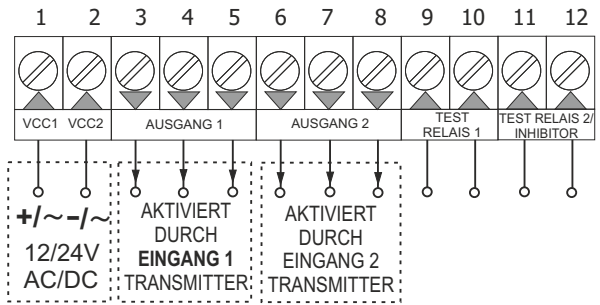 1 2 3 4 5 6 7 8 9 10 11 12
VCC1 VCC2 AUSGANG 1 AUSGANG 2 TEST RELAIS 1 TEST RELAIS 2/ INHIBITOR
+/~ -/~
12/24V
AC/DC
AKTIVIERT
DURCH
EINGANG 1
TRANSMITTER
AKTIVIERT
DURCH
EINGANG 2
TRANSMITTER